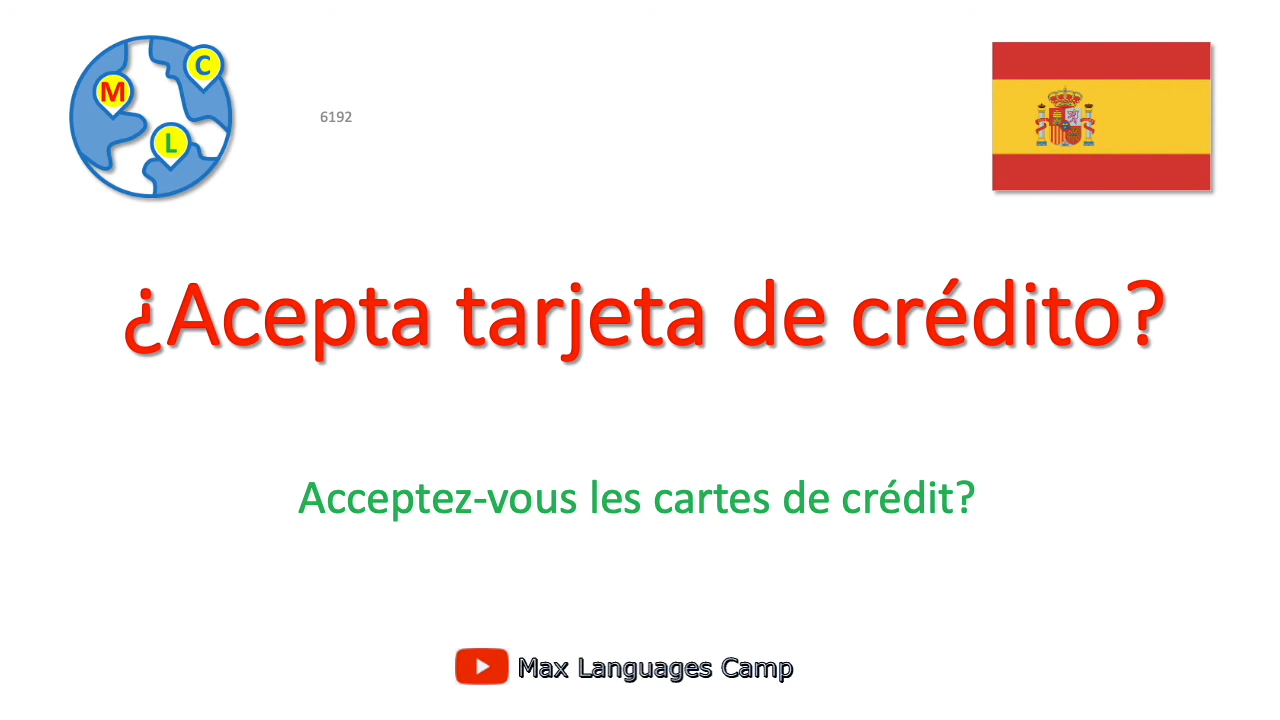 M
C
L
6192
¿Acepta tarjeta de crédito?
Acceptez-vous les cartes de crédit?
Max Languages Camp